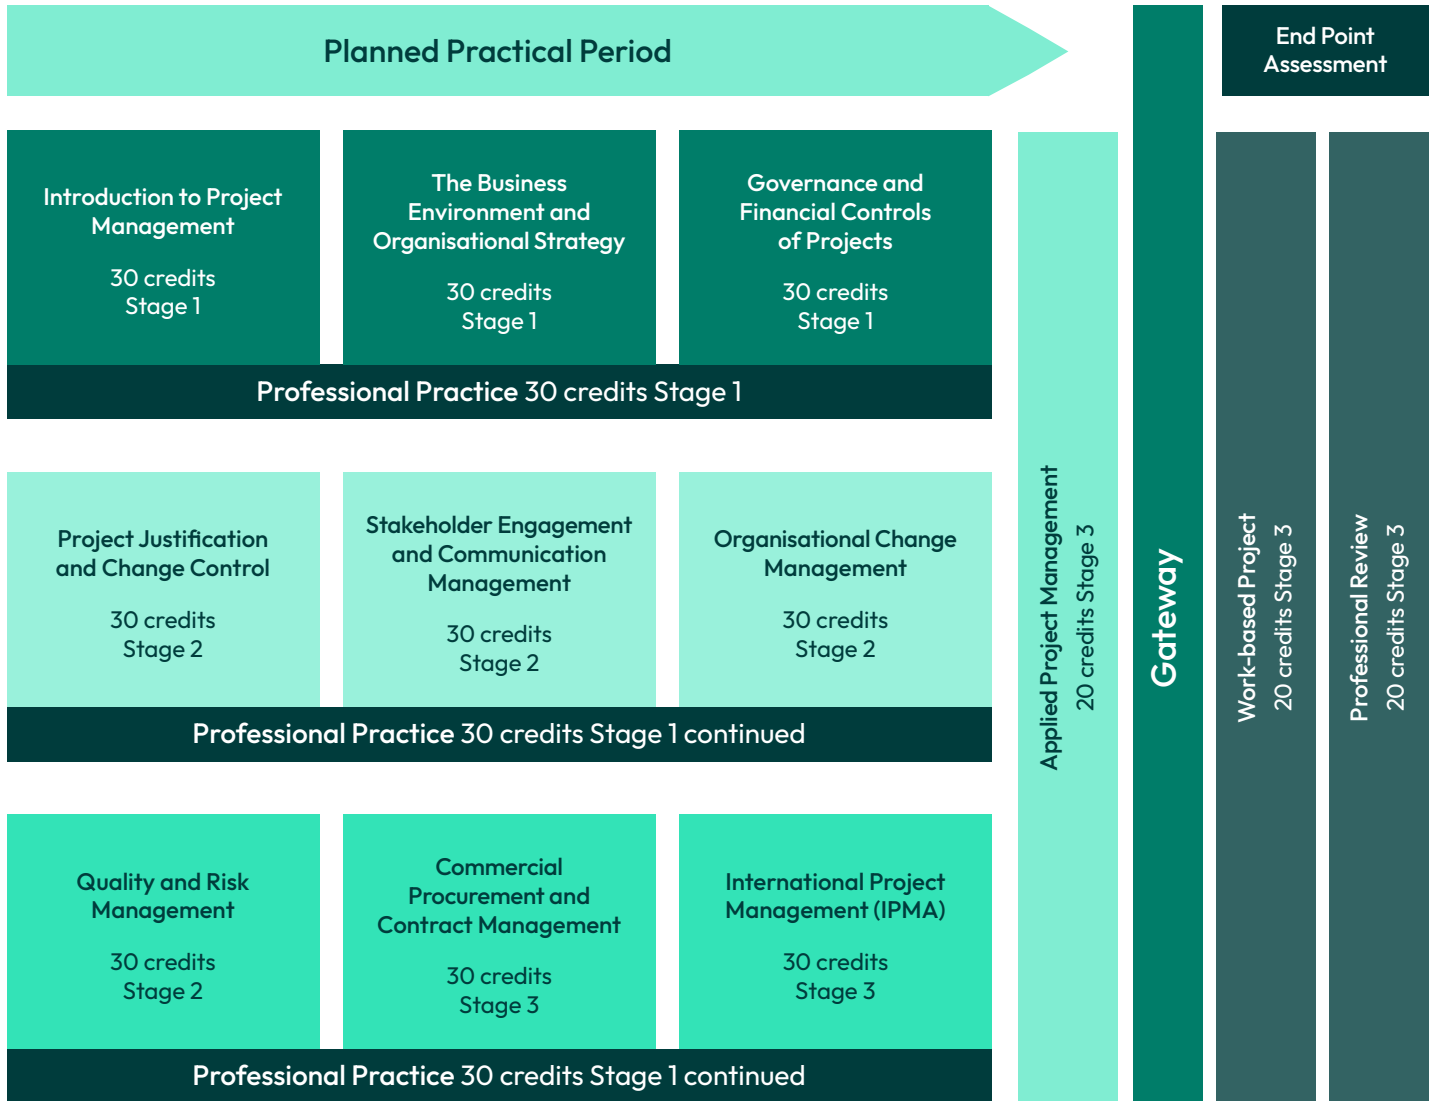 Planned Practical Period
End Point
Assessment
Introduction to Project
Management
30 credits
Stage 1
The Business
Environment and
Organisational Strategy
30 credits
Stage 1
Governance and
Financial Controls
of Projects
30 credits
Stage 1
Professional Practice 30 credits Stage 1
Project Justification
and Change Control
30 credits
Stage 2
Stakeholder Engagement
and Communication
Management
30 credits
Stage 2
Organisational Change
Management
30 credits
Stage 2
Professional Practice 30 credits Stage 1 continued
Quality and Risk
Management
30 credits
Stage 2
Commercial
Procurement and
Contract Management
30 credits
Stage 3
International Project
Management (IPMA)
30 credits
Stage 3
Professional Practice 30 credits Stage 1 continued
Applied Project Management
20 credits Stage 3
Gateway
Work-based Project
20 credits Stage 3
Professional Review
20 credits Stage 3